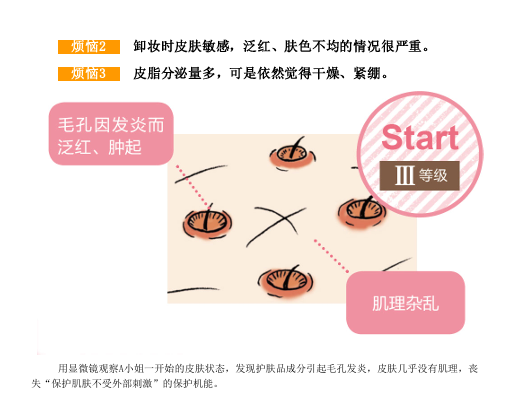 烦恼2 卸妆时皮肤敏感，泛红、肤色不均的情况很严重。
烦恼3 皮脂分泌量多，可是依然觉得干燥、紧绷。
毛孔因发炎而
泛红、肿起
Start
Ⅲ等级
肌理杂乱
用显微镜观察A小姐一开始的皮肤状态，发现护肤品成分引起毛孔发炎，皮肤几乎没有肌理，丧
失“保护肌肤不受外部刺激”的保护机能。